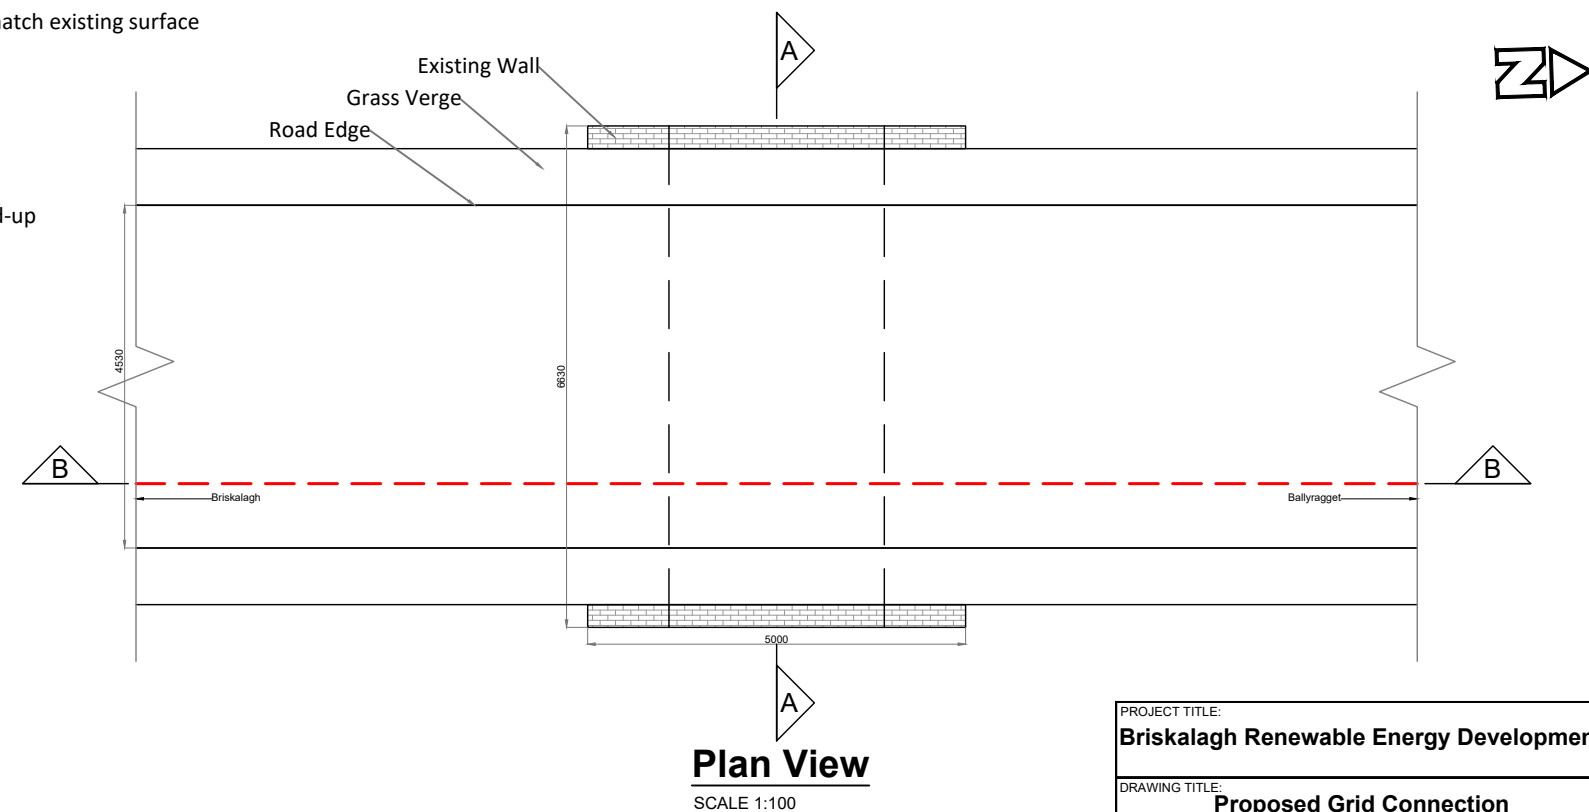 atch existing surface
A
Existing Wall
Grass Verge
Road Edge
Z
d-up
4530
6630
B
B
Briskalagh
Ballyragget
5000
A
Plan View
SCALE 1:100
PROJECT TITLE:
Briskalagh Renewable Energy Developmen
DRAWING TITLE:
Proposed Grid Connection